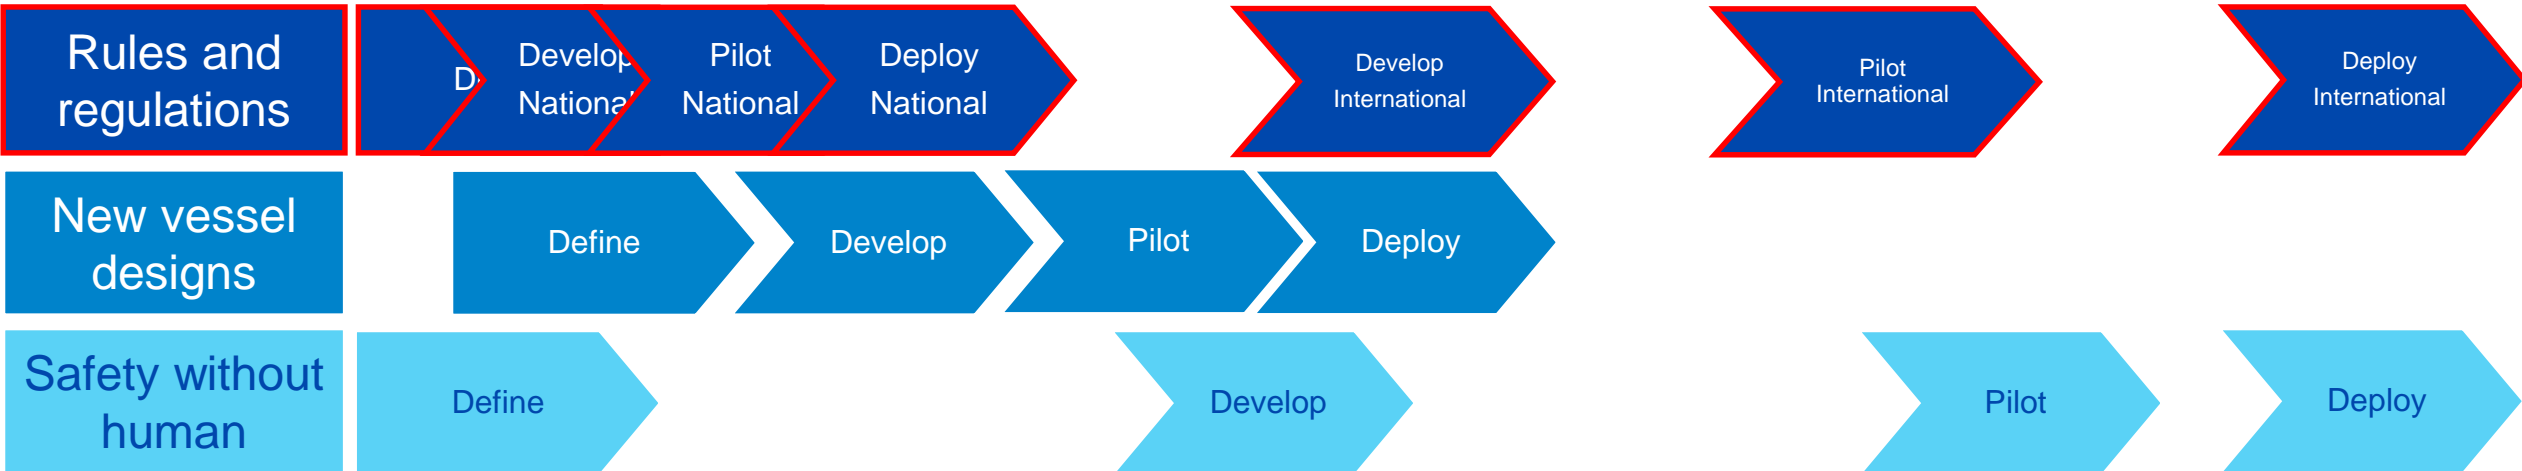 Rules and
regulations
Develop
National
Pilot
National
Deploy
National
Develop
International
Pilot
International
Deploy
International
New vessel
designs
Define
Develop
Pilot
Deploy
Safety without
human
Define
Develop
Pilot
Deploy